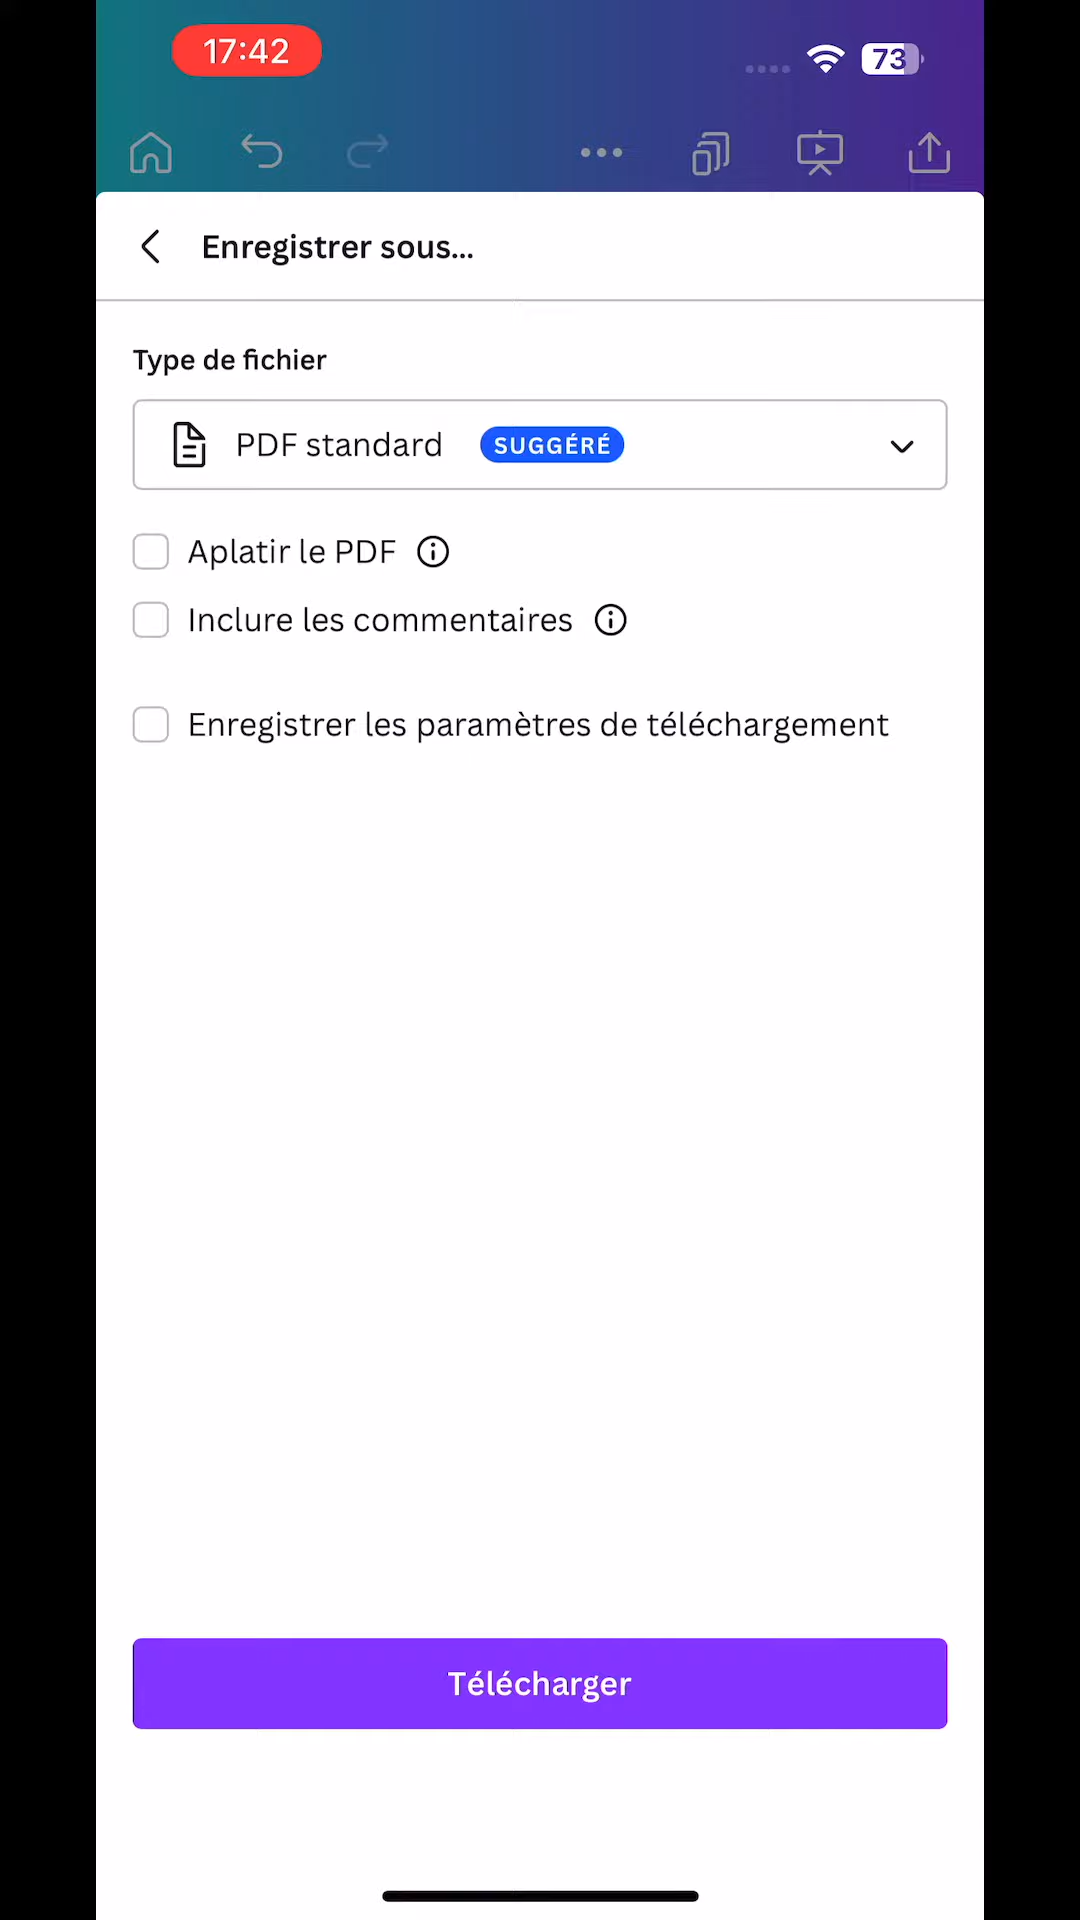 17:42
73
Enregistrer sous...
Type de fichier
PDF standard SUGGÉRÉ
Aplatir le PDF
Inclure les commentaires
Enregistrer les paramètres de téléchargement
Télécharger